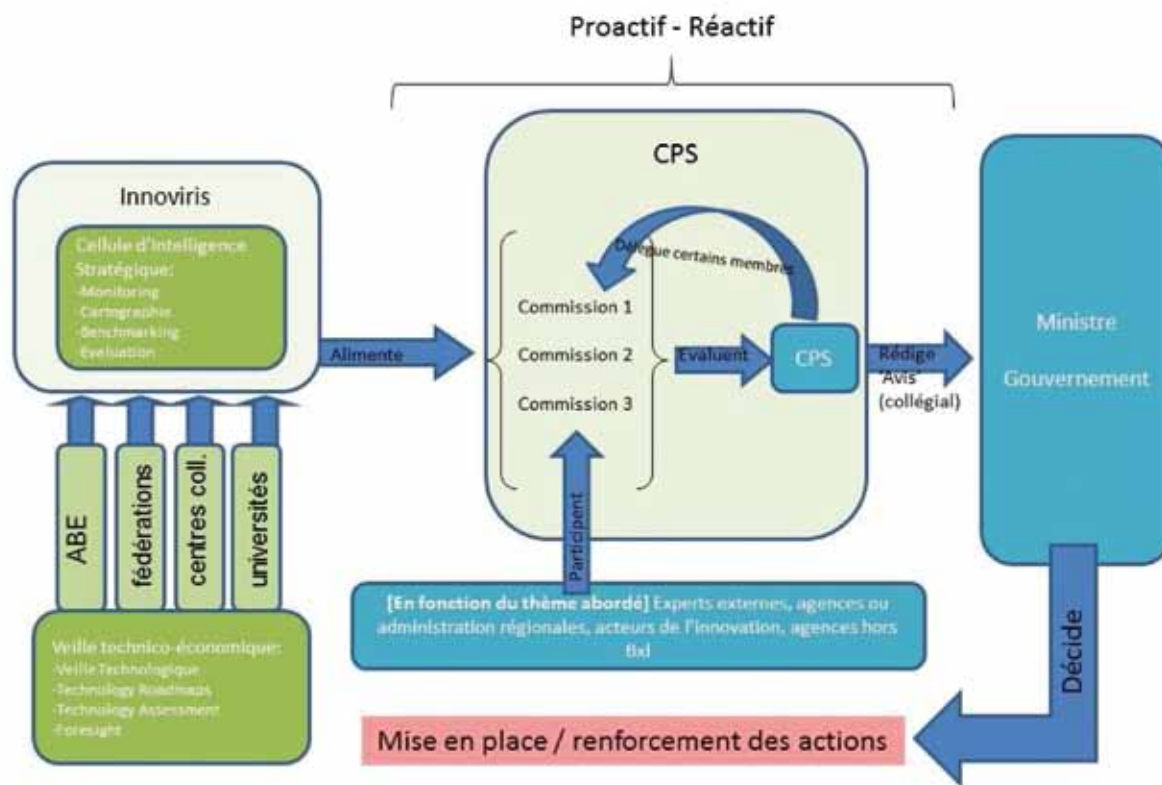 Proactif - Réactif
Innoviris
Cellule d'Intelligence
Stratégique:
-Monitoring
-Cartographie
-Benchmarking
-Evaluation
Alimente
ABE
fédérations
centres coll.
universités
Veille technico-économique:
-Veille Technologique
-Technology Roadmaps
-Technology Assessment
-Foresight
CPS
Délègue certains membres
Commission 1
Commission 2
Commission 3
Evaluent
CPS
Participent
[En fonction du thème abordé] Experts externes, agences ou
administration régionales, acteurs de l'innovation, agences hors
Bxl
Rédige
'Avis'
(collégial)
Ministre
Gouvernement
Décide
Mise en place / renforcement des actions